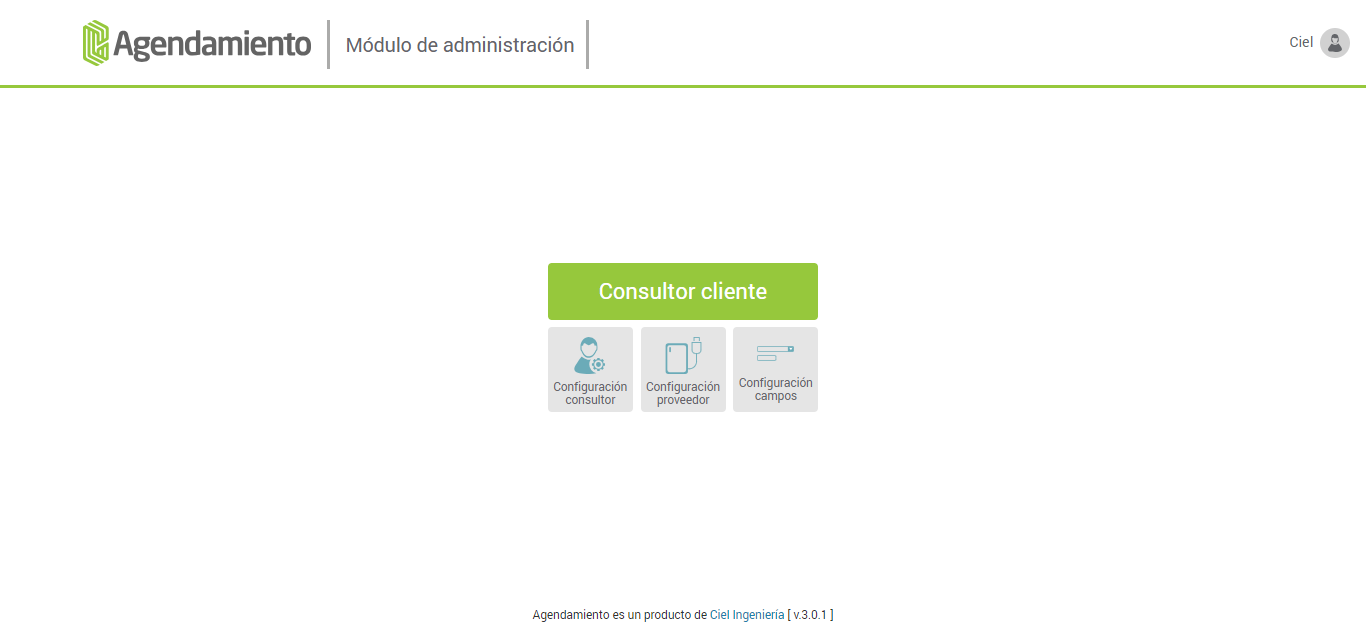 Agendamiento
Módulo de administración
Ciel
Consultor cliente
Configuración
consultor
Configuración
proveedor
Configuración
campos
Agendamiento es un producto de Ciel Ingeniería [ v.3.0.1 ]